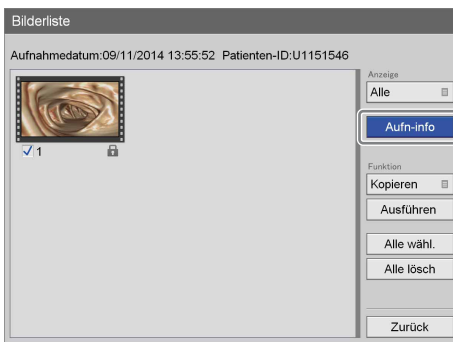 Bilderliste
Aufnahmedatum:09/11/2014 13:55:52 Patienten-ID:U1151546
1
Anzeige
Alle
Aufn-info
Funktion
Kopieren
Ausführen
Alle wähl.
Alle lösch
Zurück